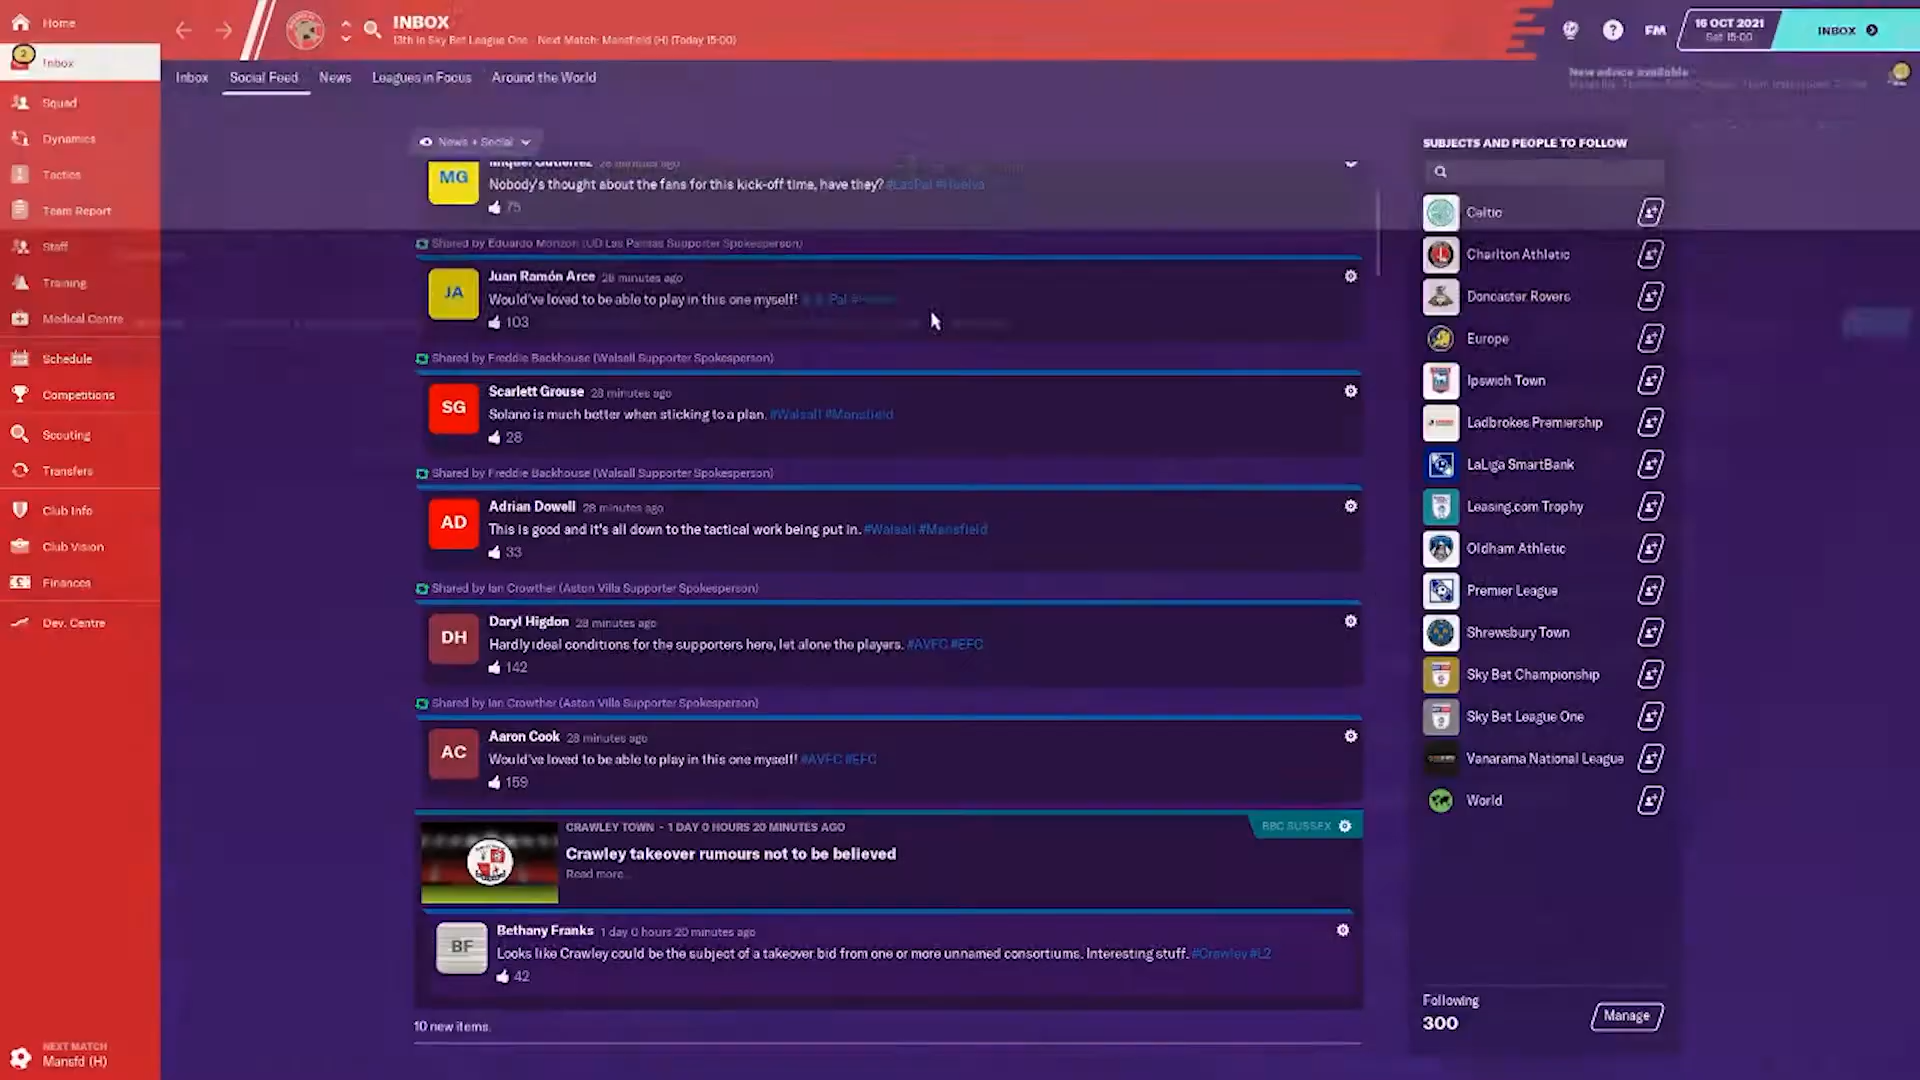 Home
INBOX
13th in Sky Bet League One - Next Match: Mansfield (H) (Today 15:00)
FM
16 OCT 2021
Sat 15:00
INBOX
2
Inbox
Inbox
Social Feed
News
Leagues in Focus
Around the World
New advice available
Squad
Dynamics
Tactics
Team Report
Staff
Training
Medical Centre
Schedule
Competitions
Scouting
Transfers
Club Info
Club Vision
Finances
Dev. Centre
NEXT MATCH
Mansfd (H)
News + Social
MG
Miquel Gutiérrez 28 minutes ago
Nobody's thought about the fans for this kick-off time, have they? #LasPal #Huelva
75
Shared by Eduardo Monzon (UD Las Palmas Supporter Spokesperson)
JA
Juan Ramón Arce 28 minutes ago
Would've loved to be able to play in this one myself!
103
Shared by Freddie Backhouse (Walsall Supporter Spokesperson)
SG
Scarlett Grouse 28 minutes ago
Solano is much better when sticking to a plan. #Walsall #Mansfield
28
Shared by Freddie Backhouse (Walsall Supporter Spokesperson)
AD
Adrian Dowell 28 minutes ago
This is good and it's all down to the tactical work being put in. #Walsall #Mansfield
33
Shared by Ian Crowther (Aston Villa Supporter Spokesperson)
DH
Daryl Higdon 28 minutes ago
Hardly ideal conditions for the supporters here, let alone the players. #AVFC #EFC
142
Shared by Ian Crowther (Aston Villa Supporter Spokesperson)
AC
Aaron Cook 28 minutes ago
Would've loved to be able to play in this one myself! #AVFC #EFC
159
CRAWLEY TOWN - 1 DAY 0 HOURS 20 MINUTES AGO
BBC SUSSEX
Crawley takeover rumours not to be believed
Read more...
BF
Bethany Franks 1 day 0 hours 20 minutes ago
Looks like Crawley could be the subject of a takeover bid from one or more unnamed consortiums. Interesting stuff. #Crawley #L2
42
10 new items.
SUBJECTS AND PEOPLE TO FOLLOW
Celtic
Charlton Athletic
Doncaster Rovers
Europe
Ipswich Town
Ladbrokes Premiership
LaLiga SmartBank
Leasing.com Trophy
Oldham Athletic
Premier League
Shrewsbury Town
Sky Bet Championship
Sky Bet League One
Vanarama National League
World
Following
300
Manage